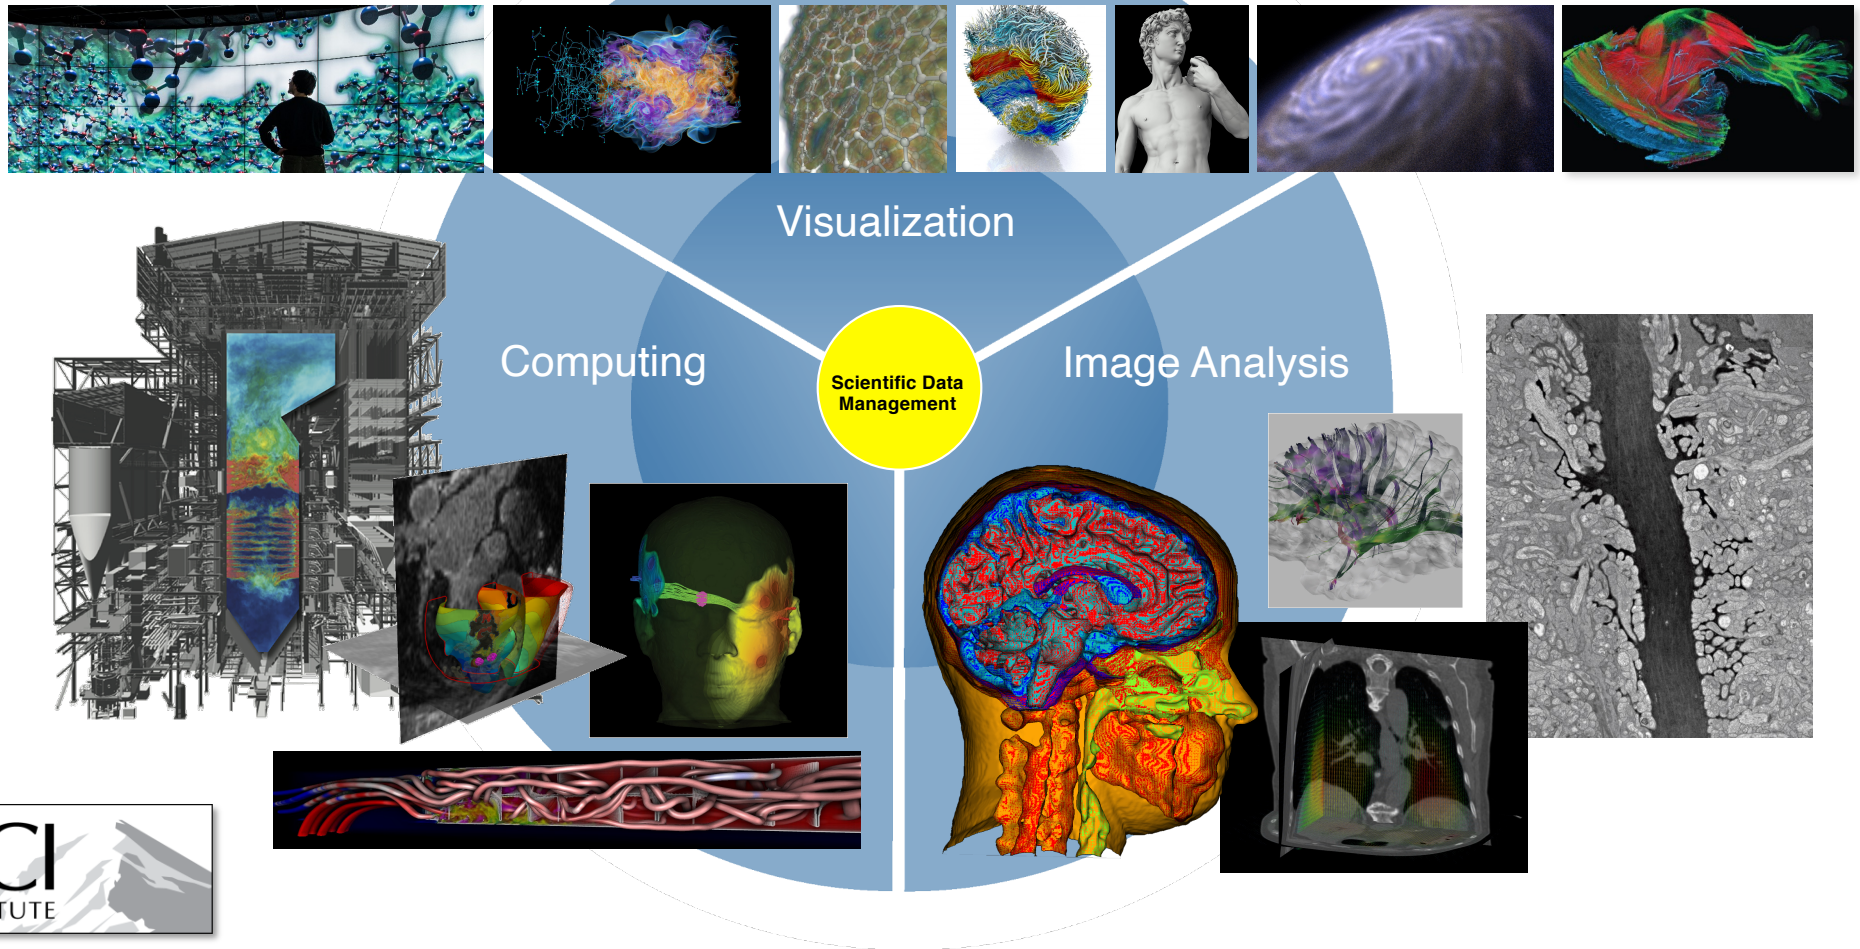 Visualization
Computing
Image Analysis
Scientific Data
Management
CI
TUTE